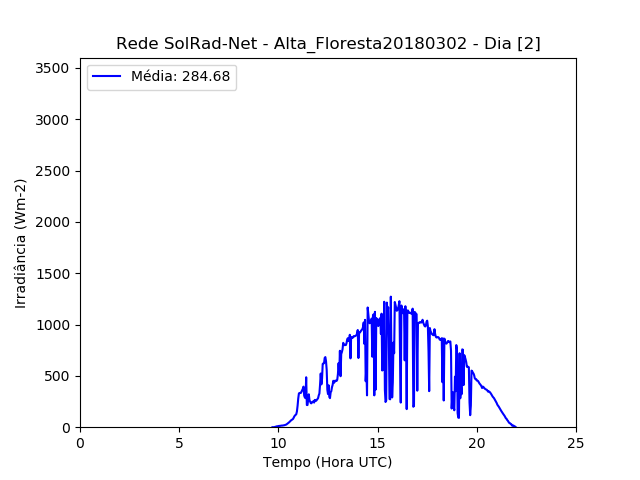 Rede SolRad-Net - Alta_Floresta20180302 - Dia [2]
Média: 284.68
3500
3000
2500
2000
1500
1000
500
0
Irradiância (Wm-2)
0 5 10 15 20 25
Tempo (Hora UTC)